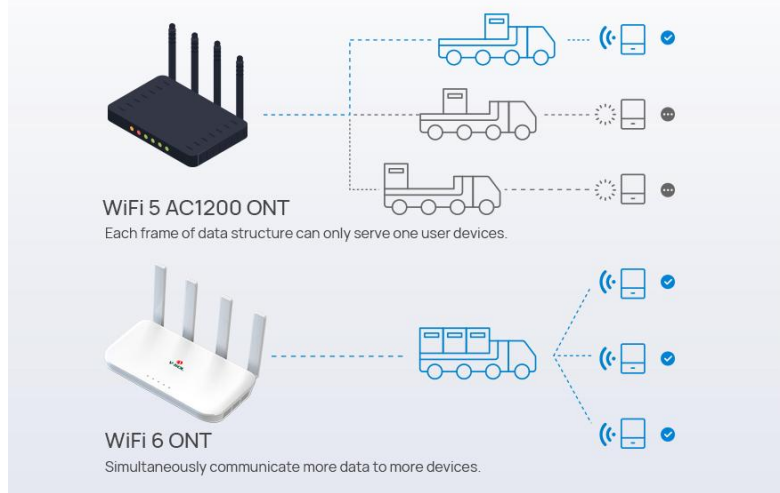 WiFi 5 AC1200 ONT
Each frame of data structure can only serve one user devices.
WiFi 6 ONT
Simultaneously communicate more data to more devices.